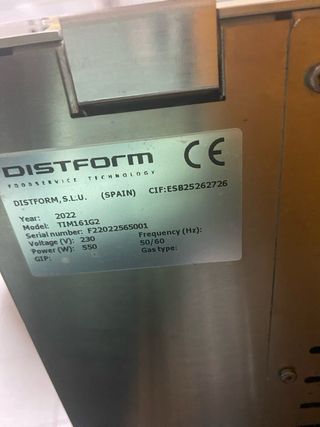 DISTFORM CE
FOODSERVICE TECHNOLOGY
DISTFORM, S.L.U. (SPAIN) CIF:ESB25262726
Year: 2022
Model: TIM161G2
Serial number: F22022565001
Voltage (V): 230 Frequency (Hz): 50/60
Power (W): 550 Gas type:
GIP: